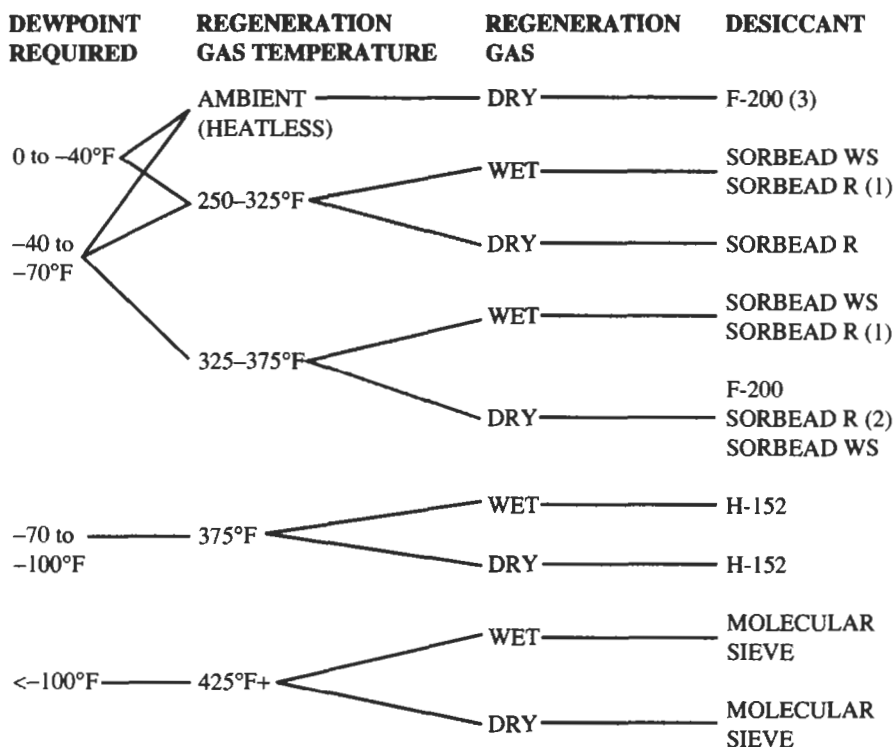 DEWPOINT REQUIRED
REGENERATION GAS TEMPERATURE
REGENERATION GAS
DESICCANT
0 to –40°F
–40 to
–70°F
–70 to
–100°F
<–100°F
AMBIENT
(HEATLESS)
250–325°F
325–375°F
375°F
425°F+
DRY
WET
DRY
WET
DRY
WET
DRY
WET
DRY
F-200 (3)
SORBEAD WS
SORBEAD R (1)
SORBEAD R
SORBEAD WS
SORBEAD R (1)
F-200
SORBEAD R (2)
SORBEAD WS
H-152
H-152
MOLECULAR
SIEVE
MOLECULAR
SIEVE